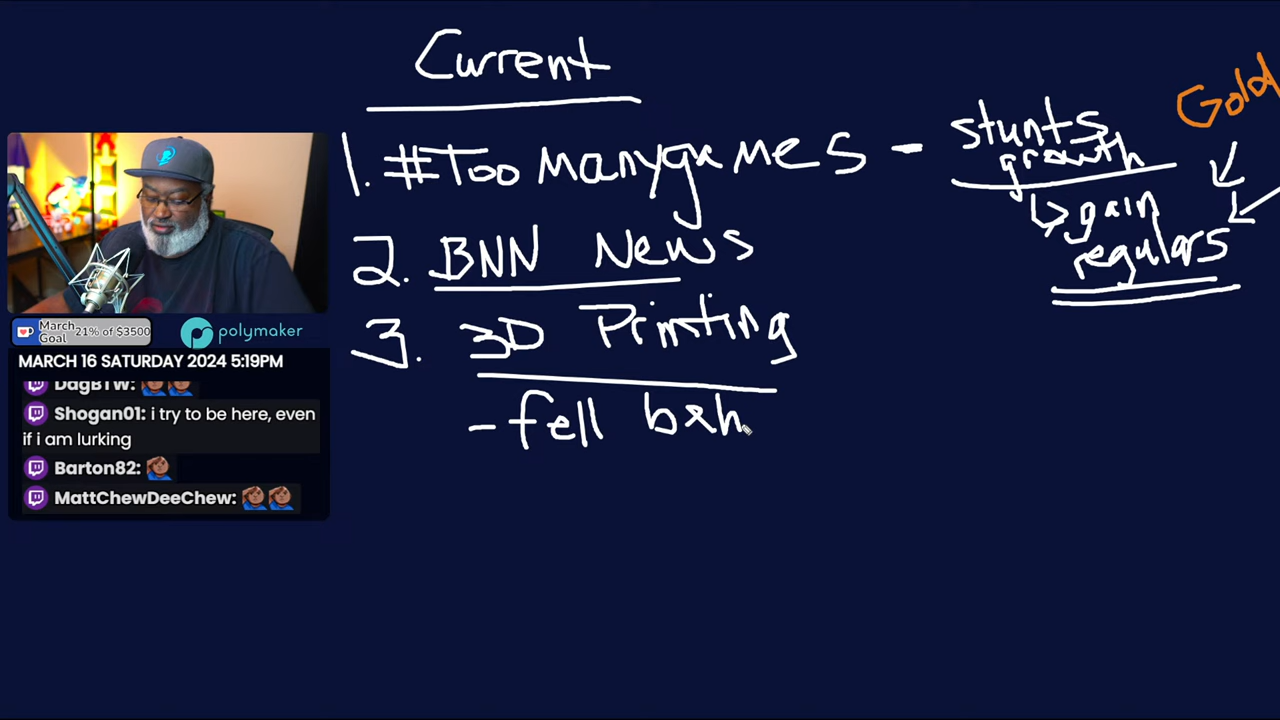 Current
1. #Toomanygames - stunts growth
↳ gain regulars
Gold
2. BNN News
3. 3D Printing
- fell beh
March Goal
21% of $3500
polymaker
MARCH 16 SATURDAY 2024 5:19PM
DagBTW:
Shogan01: i try to be here, even
if i am lurking
Barton82:
MattChewDeeChew: